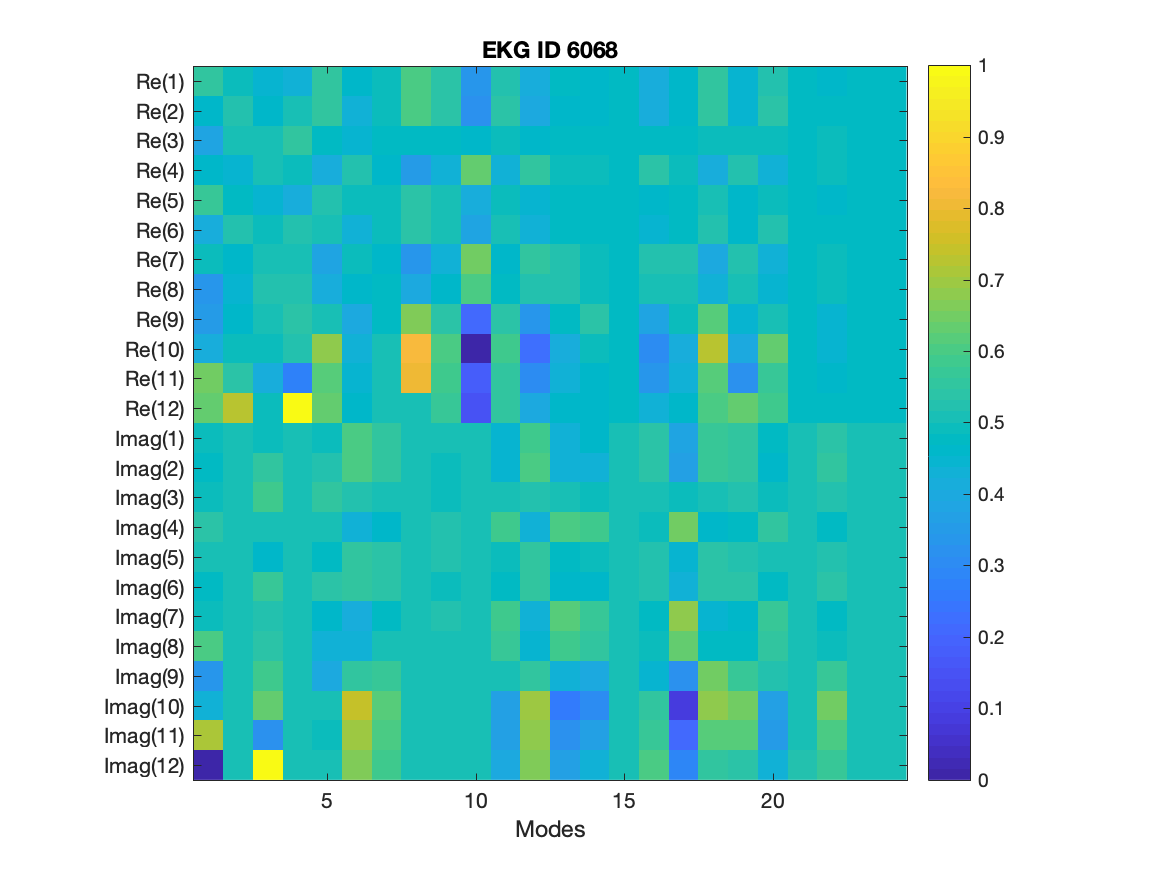 EKG ID 6068
Re(1)
Re(2)
Re(3)
Re(4)
Re(5)
Re(6)
Re(7)
Re(8)
Re(9)
Re(10)
Re(11)
Re(12)
Imag(1)
Imag(2)
Imag(3)
Imag(4)
Imag(5)
Imag(6)
Imag(7)
Imag(8)
Imag(9)
Imag(10)
Imag(11)
Imag(12)
5 10 15 20
Modes
1
0.9
0.8
0.7
0.6
0.5
0.4
0.3
0.2
0.1
0